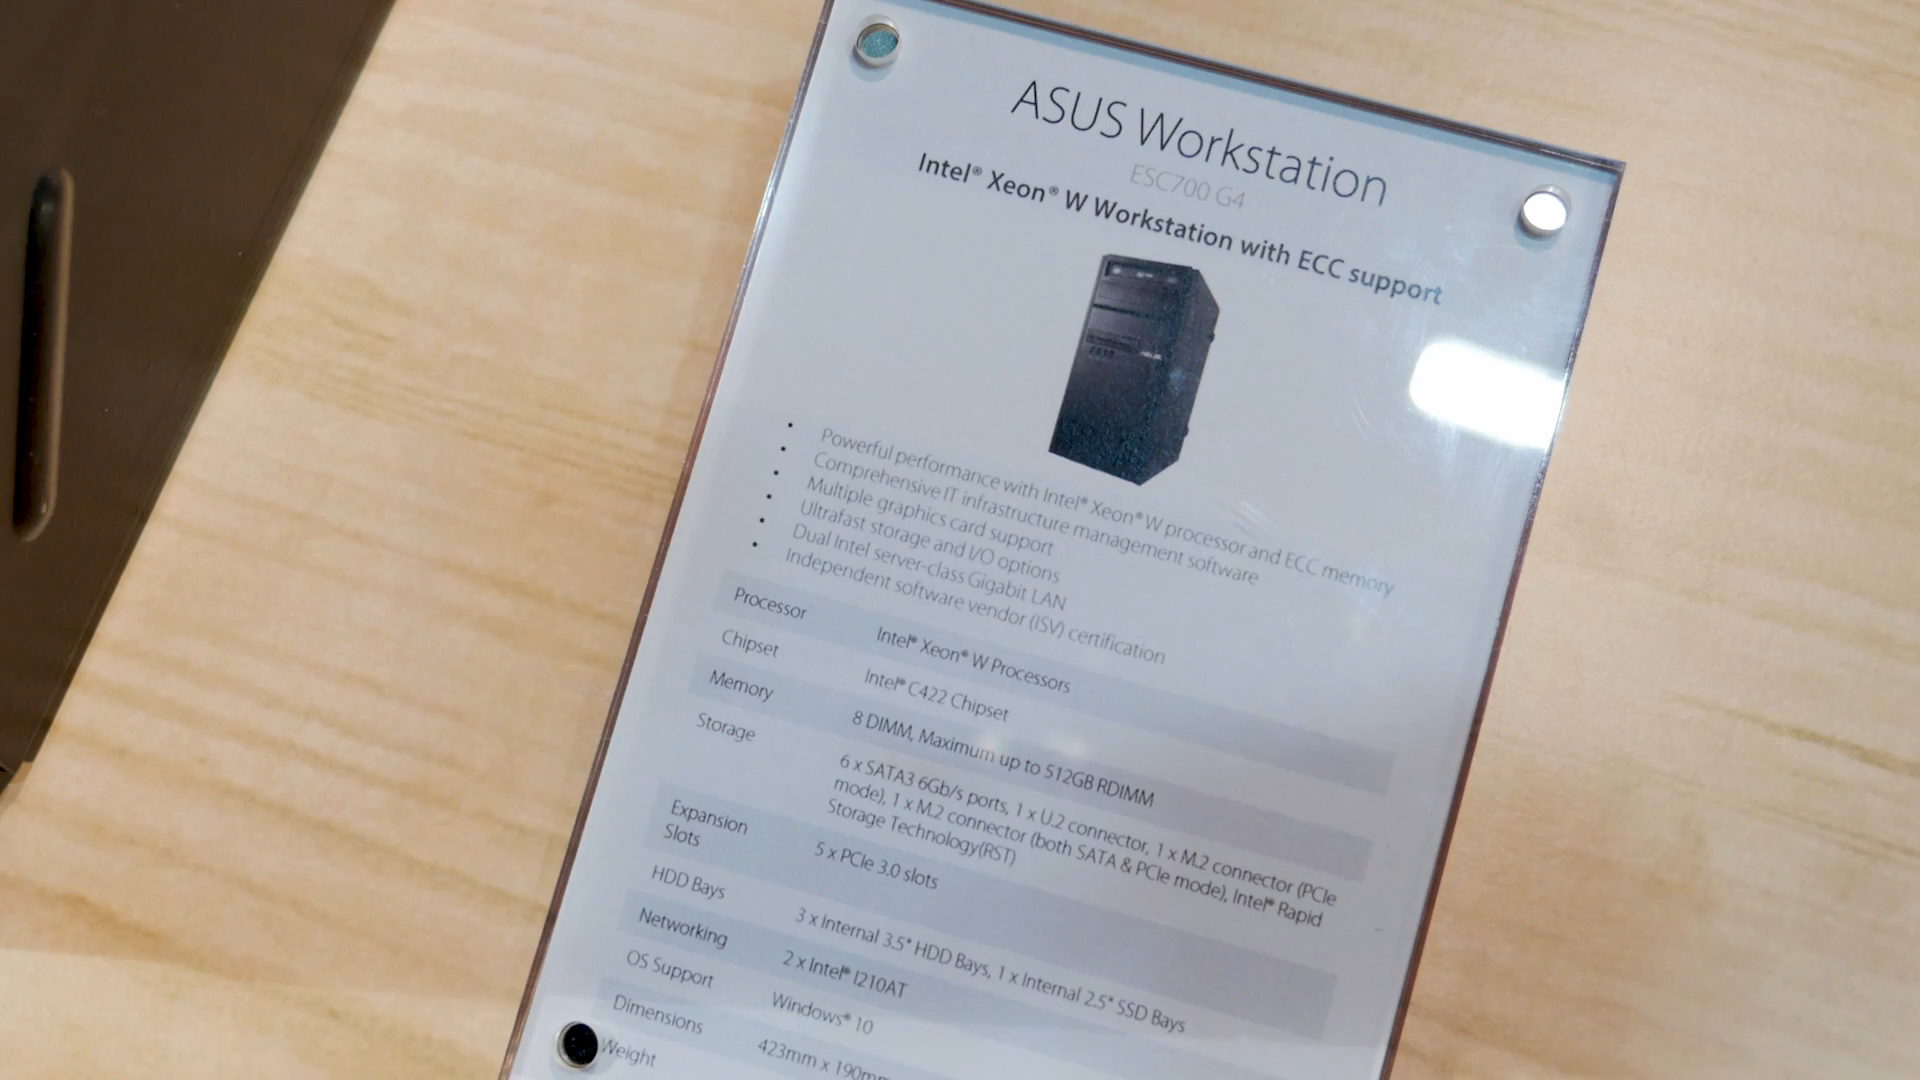 ASUS Workstation
ESC700 G4
Intel® Xeon® W Workstation with ECC support
• Powerful performance with Intel® Xeon® W processor and ECC memory
• Comprehensive IT infrastructure management software
• Multiple graphics card support
• Ultrafast storage and I/O options
• Dual Intel server-class Gigabit LAN
• Independent software vendor (ISV) certification
Processor Intel® Xeon® W Processors
Chipset Intel® C422 Chipset
Memory 8 DIMM, Maximum up to 512GB RDIMM
Storage 6 x SATA3 6Gb/s ports, 1 x U.2 connector, 1 x M.2 connector (PCIe
mode), 1 x M.2 connector (both SATA & PCIe mode), Intel® Rapid
Storage Technology(RST)
Expansion
Slots 5 x PCIe 3.0 slots
HDD Bays 3 x Internal 3.5" HDD Bays, 1 x Internal 2.5" SSD Bays
Networking 2 x Intel® I210AT
OS Support Windows® 10
Dimensions 423mm x 190mm
Weight